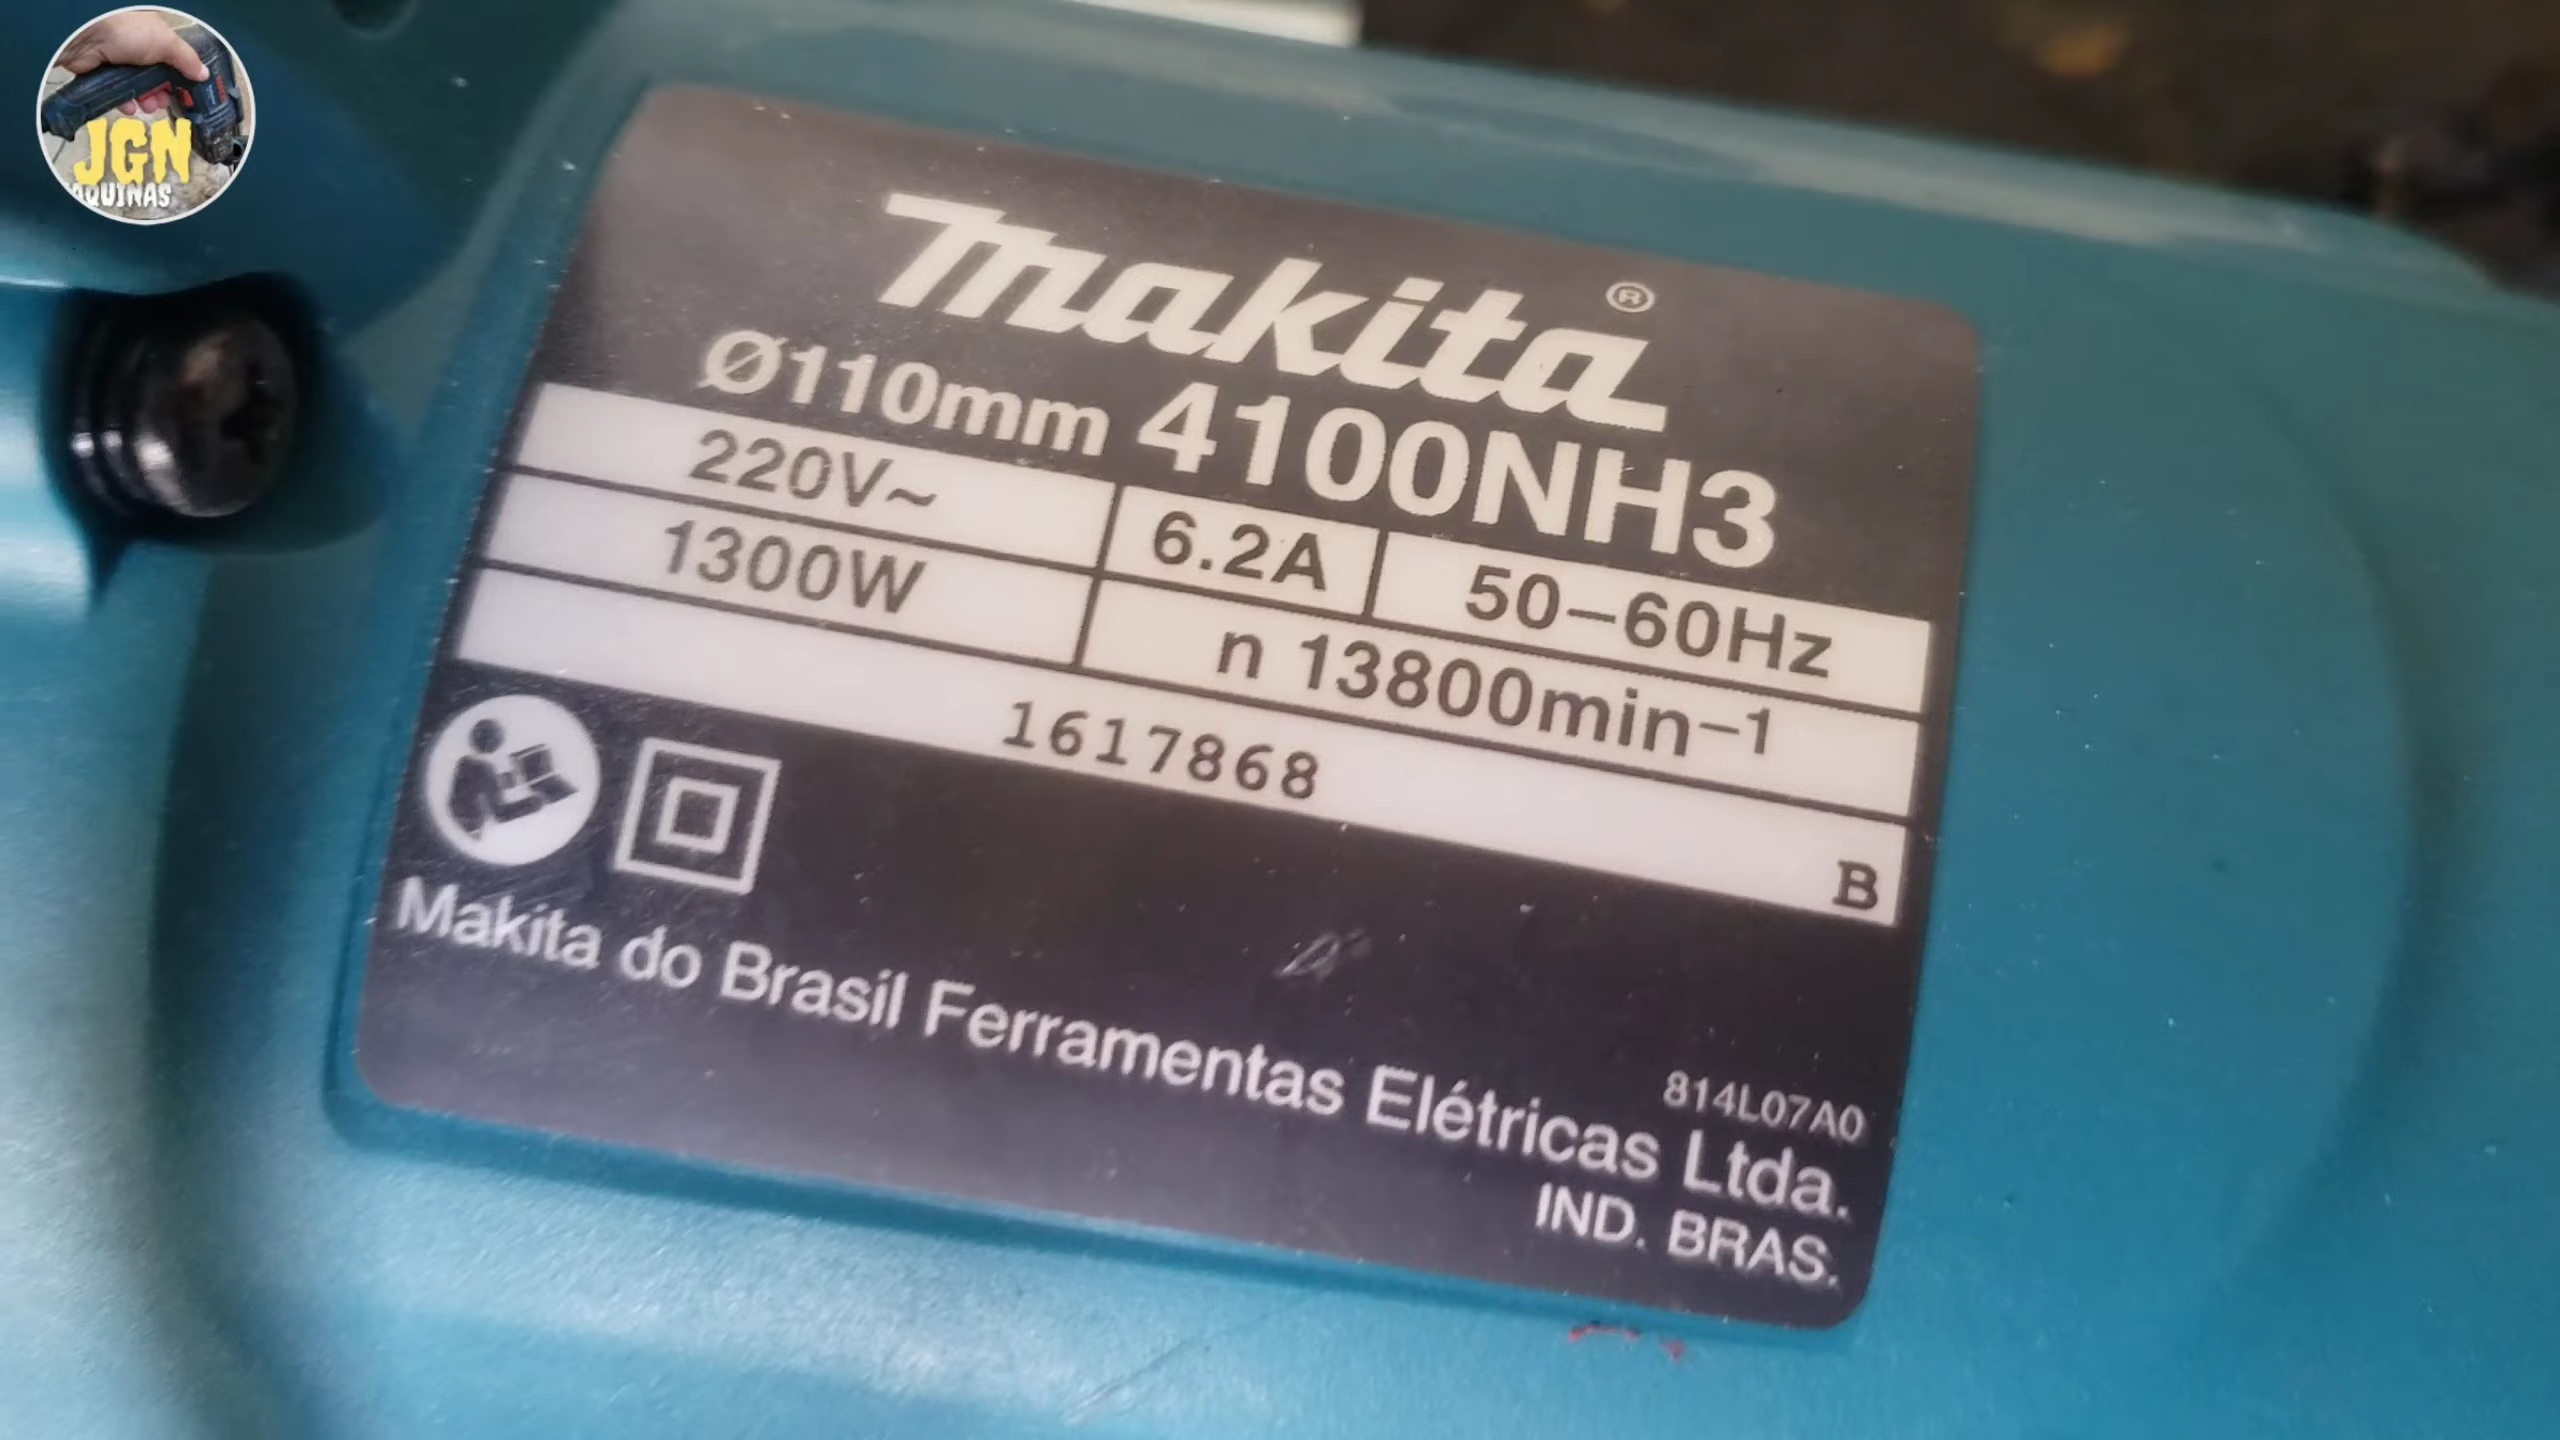 JGN
AQUINAS
makita®
Ø110mm 4100NH3
220V~ 6.2A 50–60Hz
1300W n 13800min–1
1617868
B
814L07A0
Makita do Brasil Ferramentas Elétricas Ltda.
IND. BRAS.